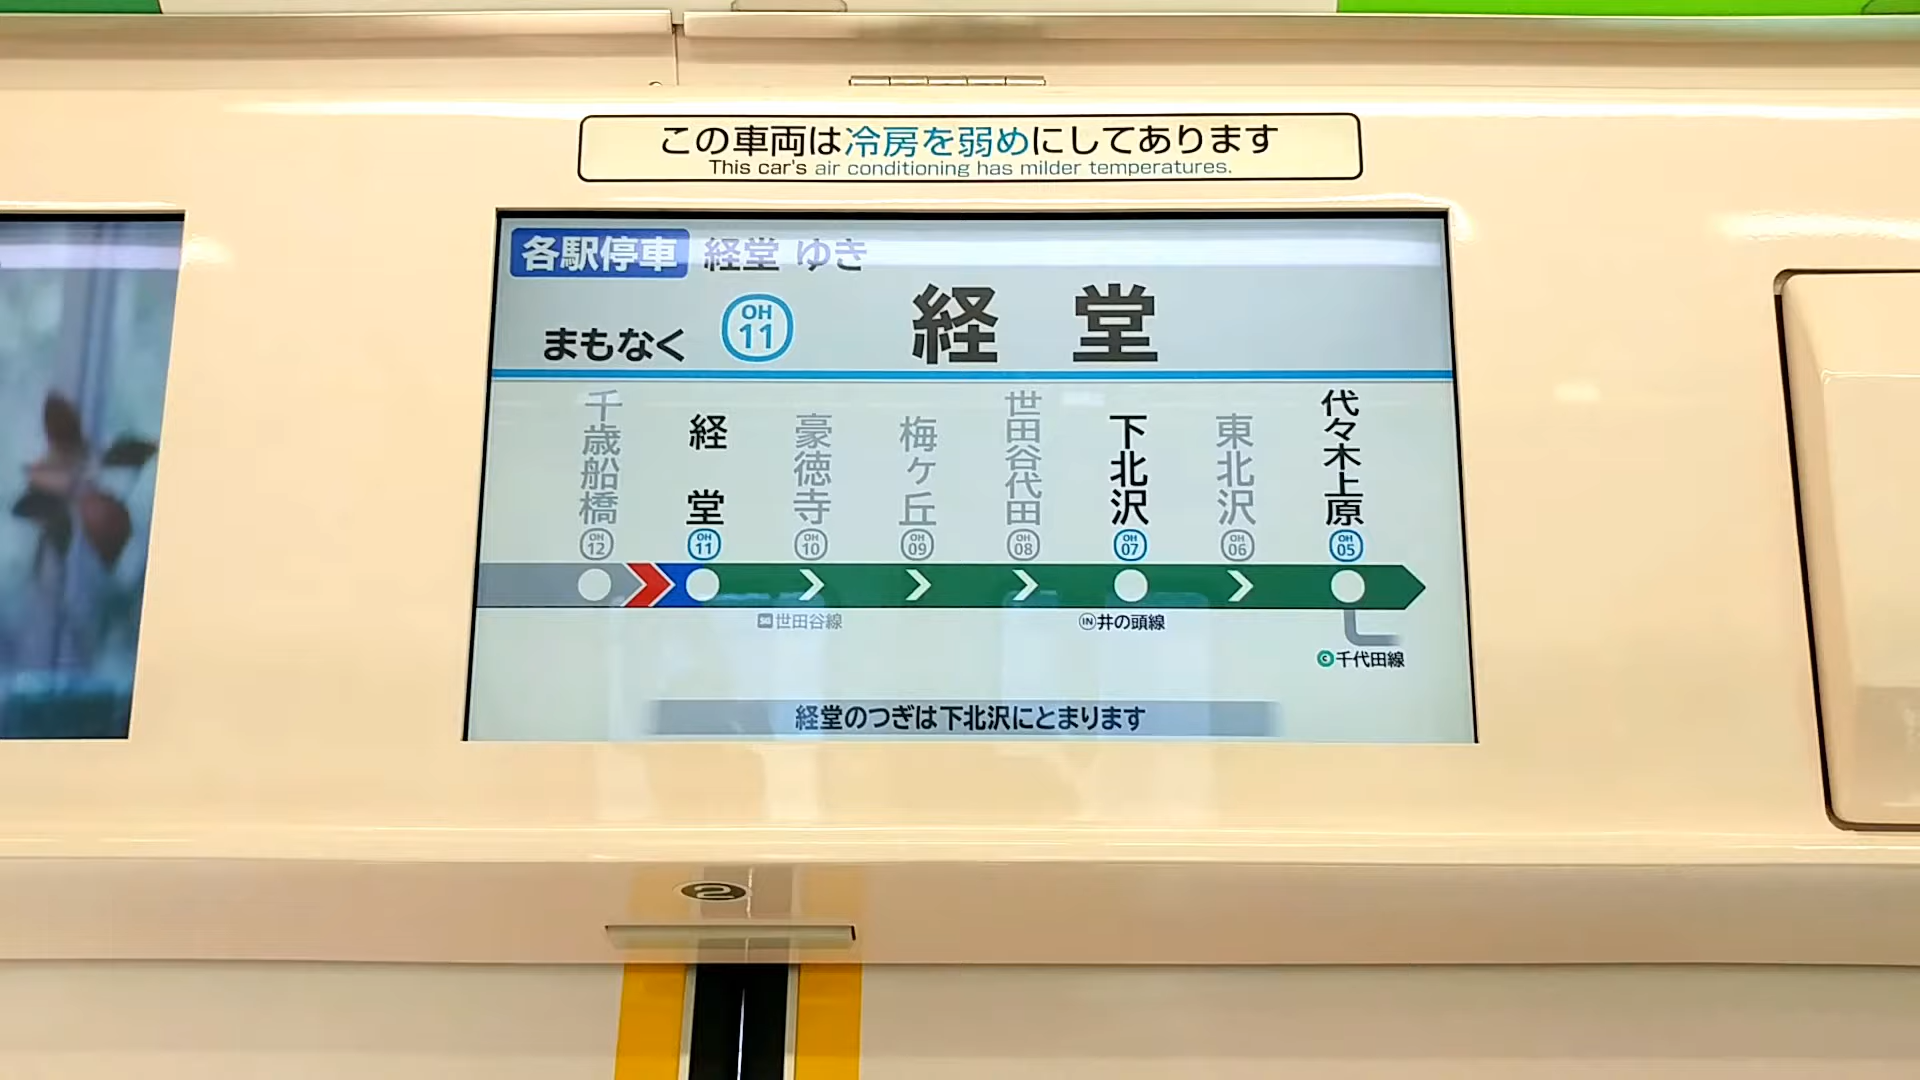 この車両は冷房を弱めにしてあります
This car's air conditioning has milder temperatures.
各駅停車 経堂 ゆき
まもなく OH 11 経堂
千歳船橋 経堂 豪徳寺 梅ヶ丘 世田谷代田 下北沢 東北沢 代々木上原
OH 12 OH 11 OH 10 OH 09 OH 08 OH 07 OH 06 OH 05
SG 世田谷線 IN 井の頭線
C 千代田線
経堂のつぎは下北沢にとまります
2